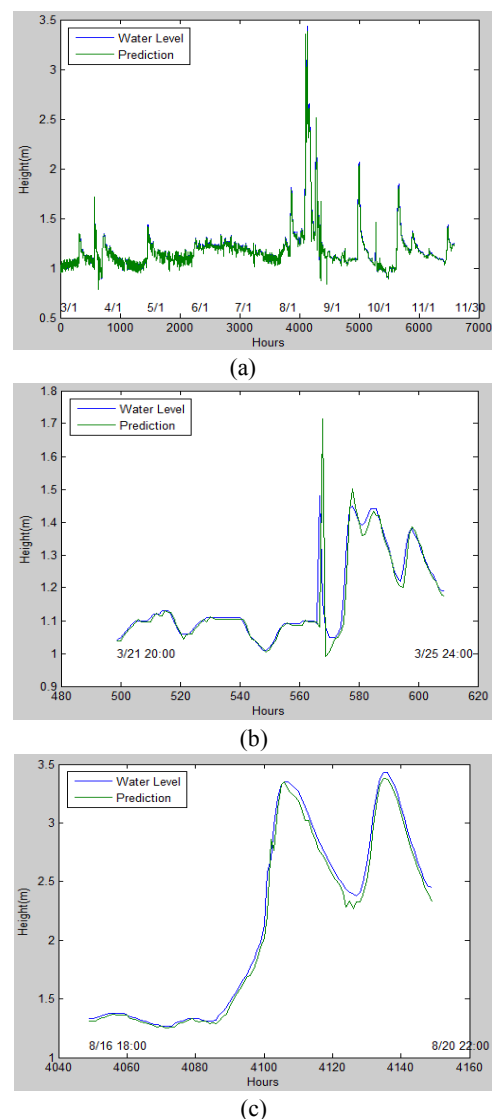 3.5
Water Level
Prediction
3
2.5
Height(m)
2
1.5
1
0.5
3/1 4/1 5/1 6/1 7/1 8/1 9/1 10/1 11/1 11/30
0 1000 2000 3000 4000 5000 6000 7000
Hours
(a)
1.8
Water Level
Prediction
1.7
1.6
1.5
1.4
Height(m)
1.3
1.2
1.1
1
3/21 20:00 3/25 24:00
0.9
480 500 520 540 560 580 600 620
Hours
(b)
3.5
Water Level
Prediction
3
2.5
Height(m)
2
1.5
8/16 18:00 8/20 22:00
1
4040 4060 4080 4100 4120 4140 4160
Hours
(c)